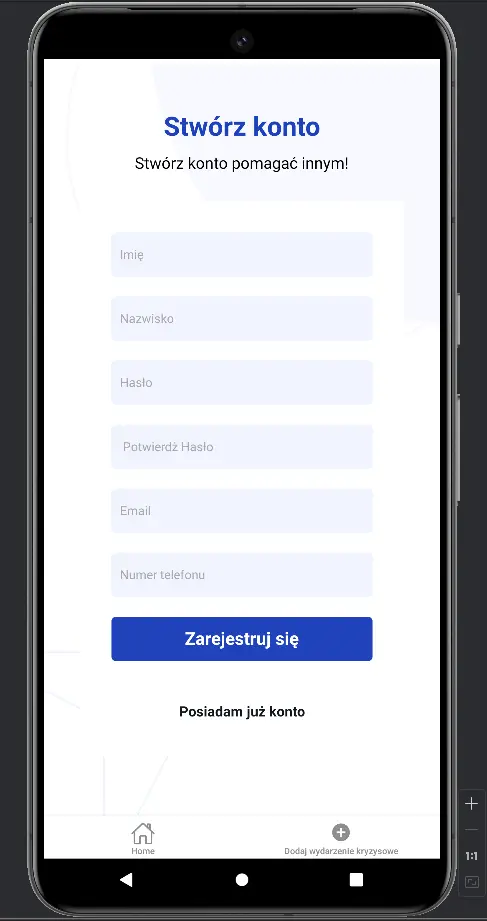 Stwórz konto
Stwórz konto pomagać innym!
Imię
Nazwisko
Hasło
Potwierdź Hasło
Email
Numer telefonu
Zarejestruj się
Posiadam już konto
Home
Dodaj wydarzenie kryzysowe
1:1